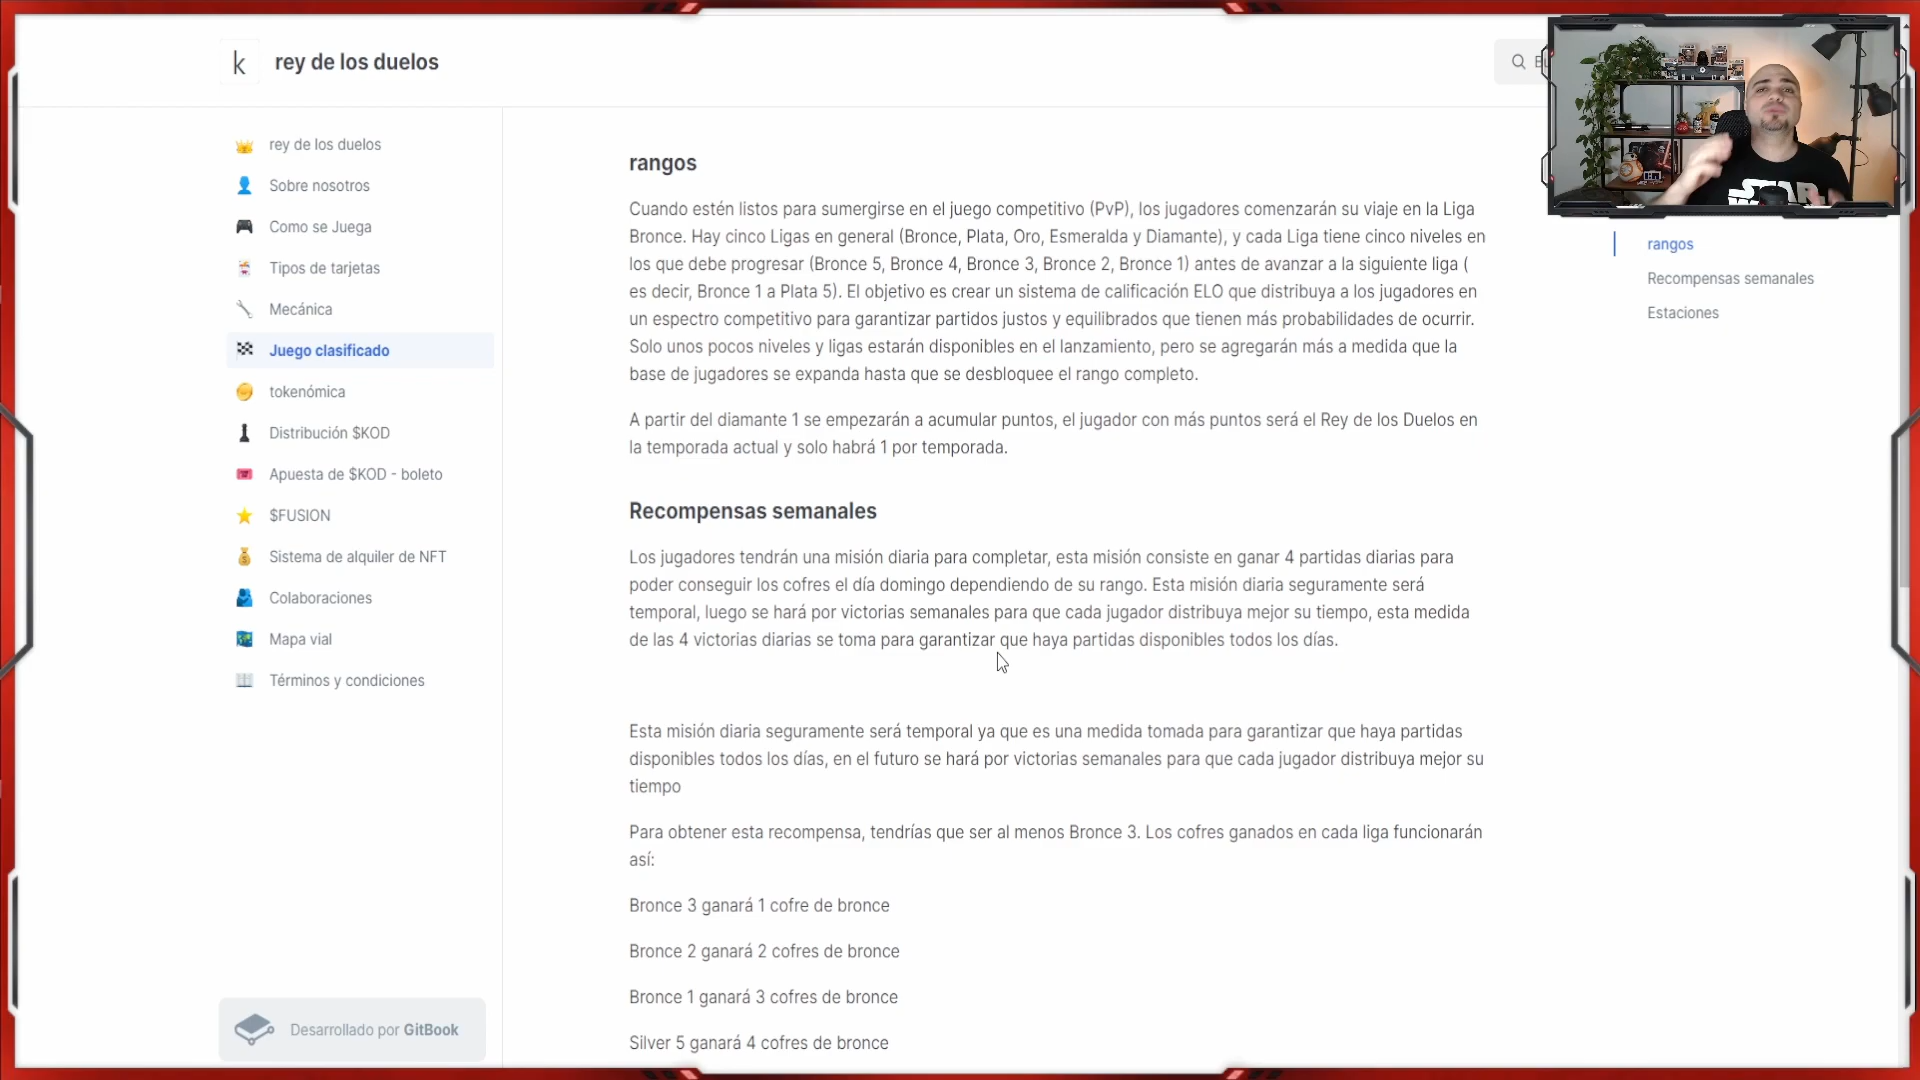 k rey de los duelos
rey de los duelos
Sobre nosotros
Como se Juega
Tipos de tarjetas
Mecánica
Juego clasificado
tokenómica
Distribución $KOD
Apuesta de $KOD - boleto
$FUSION
Sistema de alquiler de NFT
Colaboraciones
Mapa vial
Términos y condiciones
Desarrollado por GitBook
rangos
Cuando estén listos para sumergirse en el juego competitivo (PvP), los jugadores comenzarán su viaje en la Liga
Bronce. Hay cinco Ligas en general (Bronce, Plata, Oro, Esmeralda y Diamante), y cada Liga tiene cinco niveles en
los que debe progresar (Bronce 5, Bronce 4, Bronce 3, Bronce 2, Bronce 1) antes de avanzar a la siguiente liga (
es decir, Bronce 1 a Plata 5). El objetivo es crear un sistema de calificación ELO que distribuya a los jugadores en
un espectro competitivo para garantizar partidos justos y equilibrados que tienen más probabilidades de ocurrir.
Solo unos pocos niveles y ligas estarán disponibles en el lanzamiento, pero se agregarán más a medida que la
base de jugadores se expanda hasta que se desbloquee el rango completo.
A partir del diamante 1 se empezarán a acumular puntos, el jugador con más puntos será el Rey de los Duelos en
la temporada actual y solo habrá 1 por temporada.
Recompensas semanales
Los jugadores tendrán una misión diaria para completar, esta misión consiste en ganar 4 partidas diarias para
poder conseguir los cofres el día domingo dependiendo de su rango. Esta misión diaria seguramente será
temporal, luego se hará por victorias semanales para que cada jugador distribuya mejor su tiempo, esta medida
de las 4 victorias diarias se toma para garantizar que haya partidas disponibles todos los días.
Esta misión diaria seguramente será temporal ya que es una medida tomada para garantizar que haya partidas
disponibles todos los días, en el futuro se hará por victorias semanales para que cada jugador distribuya mejor su
tiempo
Para obtener esta recompensa, tendrías que ser al menos Bronce 3. Los cofres ganados en cada liga funcionarán
así:
Bronce 3 ganará 1 cofre de bronce
Bronce 2 ganará 2 cofres de bronce
Bronce 1 ganará 3 cofres de bronce
Silver 5 ganará 4 cofres de bronce
rangos
Recompensas semanales
Estaciones
STAR